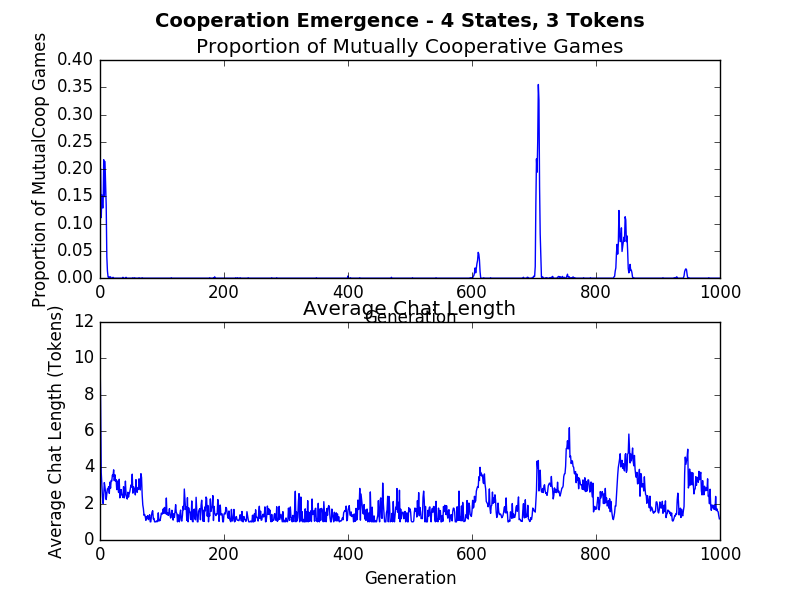 Cooperation Emergence - 4 States, 3 Tokens
Proportion of Mutually Cooperative Games
Proportion of MutualCoop Games
0.40
0.35
0.30
0.25
0.20
0.15
0.10
0.05
0.00
0 200 400 600 800 1000
Generation
Average Chat Length
Average Chat Length (Tokens)
12
10
8
6
4
2
0
0 200 400 600 800 1000
Generation